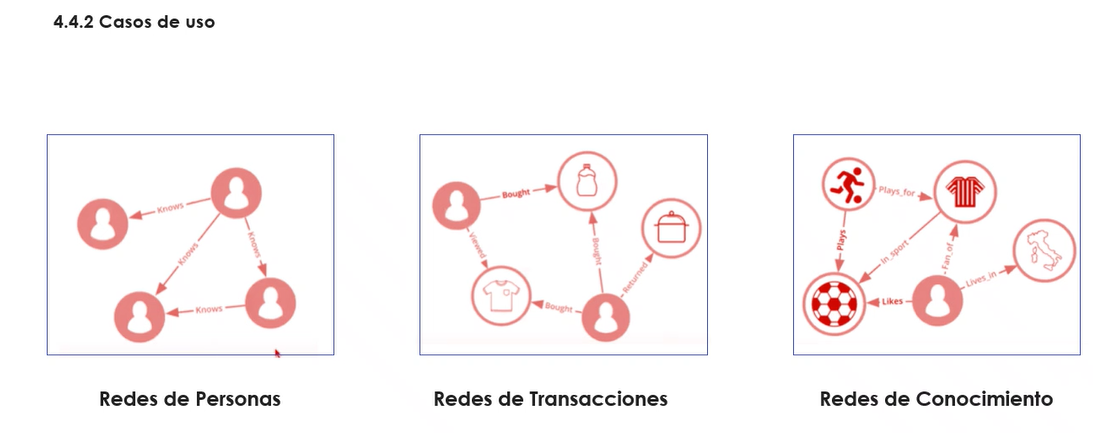 4.4.2 Casos de uso
Knows
Knows
Knows
Knows
Bought
Viewed
Bought
Returned
Bought
Plays_for
Plays
In_sport
Fan_of
Lives_in
Likes
Redes de Personas
Redes de Transacciones
Redes de Conocimiento